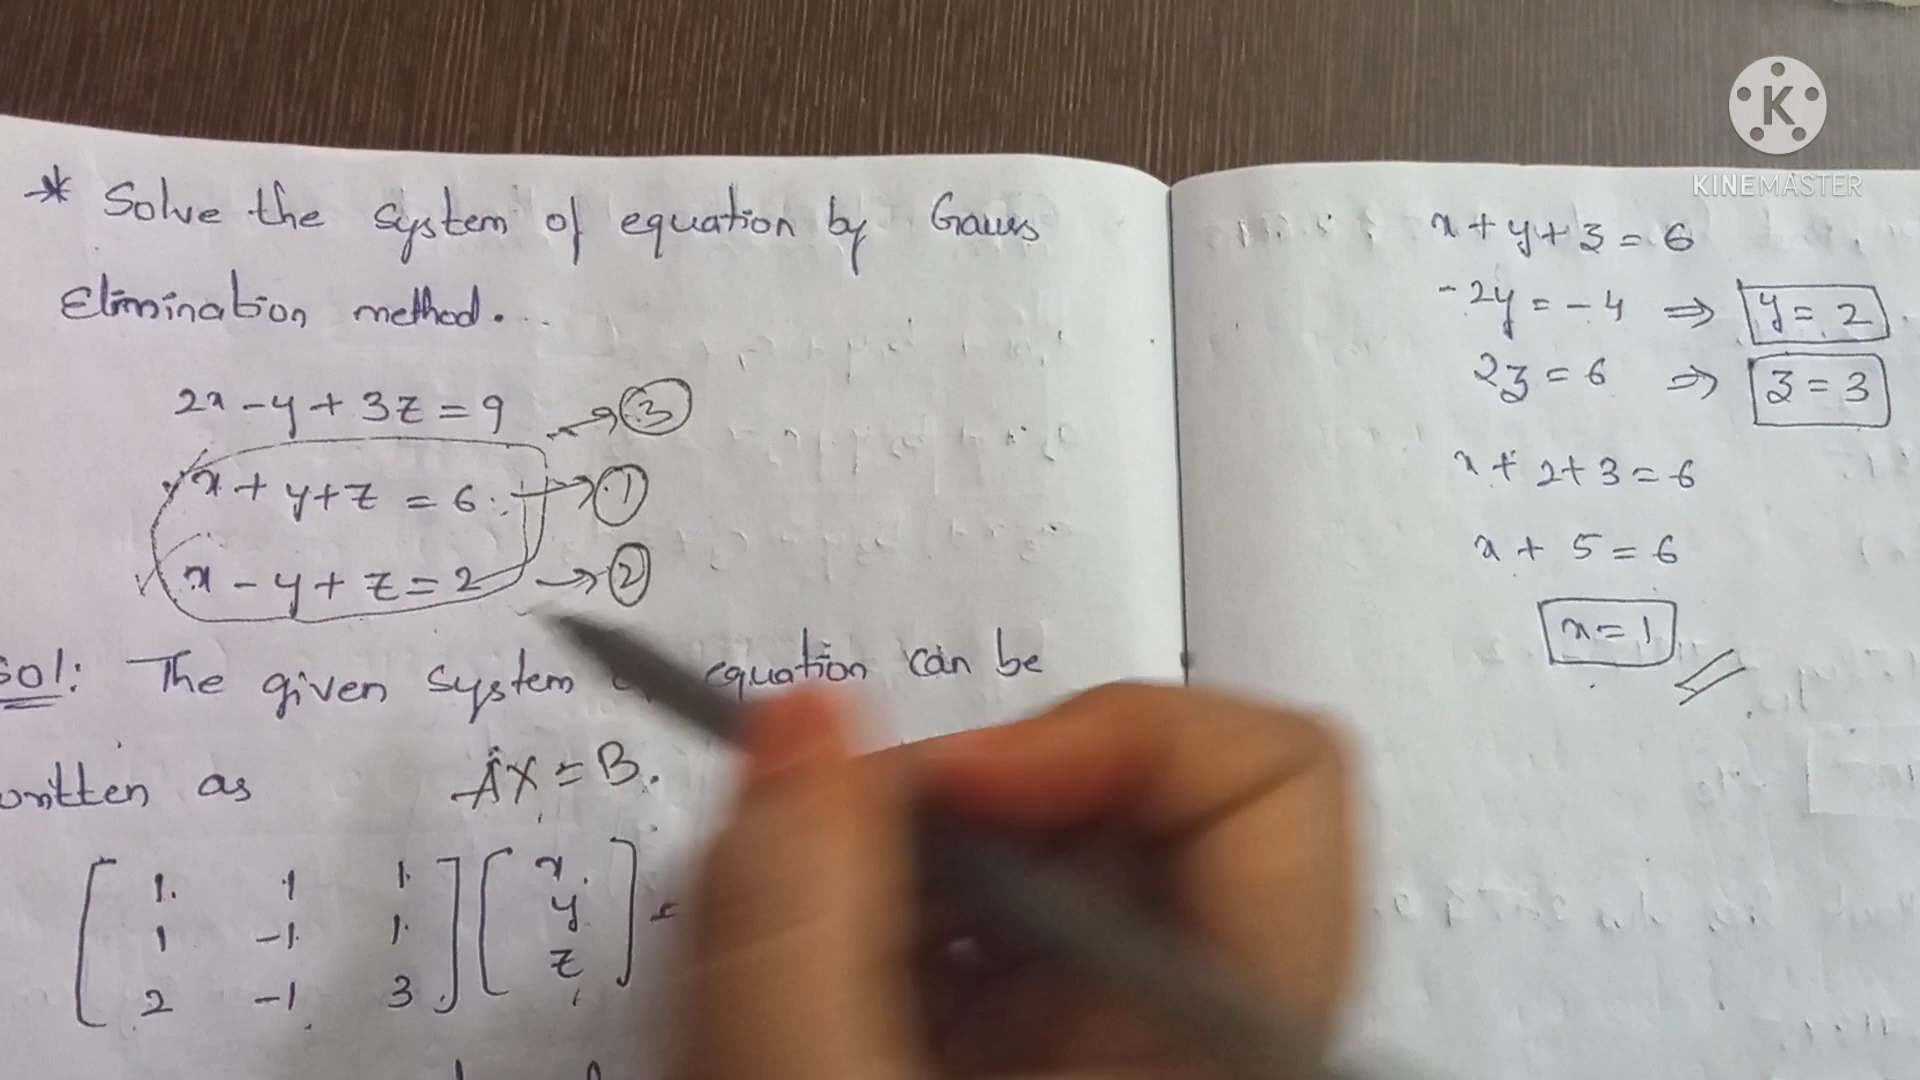 * Solve the system of equation by Gauss
Elimination method...
2x - y + 3z = 9 → ③
x + y + z = 6 → ①
x - y + z = 2 → ②
Sol: The given system equation can be
written as AX = B.
1 1 1 x
1 -1 1 y =
2 -1 3 z
x + y + 3 = 6
-2y = -4 ⇒ y = 2
2z = 6 ⇒ z = 3
x + 2 + 3 = 6
x + 5 = 6
x = 1
K
KINEMASTER